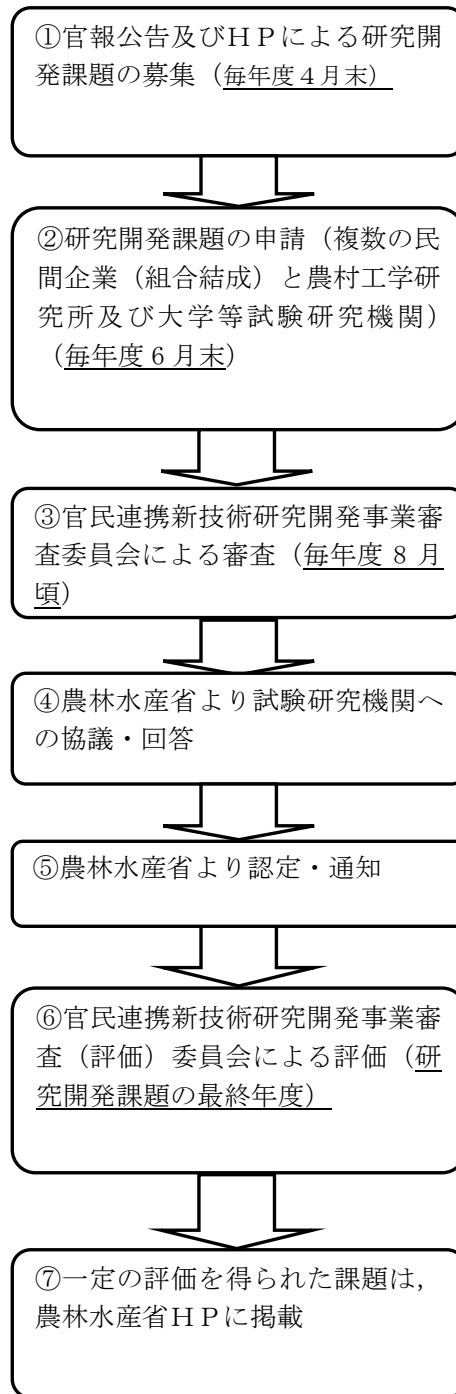 ①官報公告及びHPによる研究開
発課題の募集（毎年度４月末）
②研究開発課題の申請（複数の民
間企業（組合結成）と農村工学研
究所及び大学等試験研究機関）
（毎年度６月末）
③官民連携新技術研究開発事業審
査委員会による審査（毎年度 8 月
頃）
④農林水産省より試験研究機関へ
の協議・回答
⑤農林水産省より認定・通知
⑥官民連携新技術研究開発事業審
査（評価）委員会による評価（研
究開発課題の最終年度）
⑦一定の評価を得られた課題は，
農林水産省ＨＰに掲載